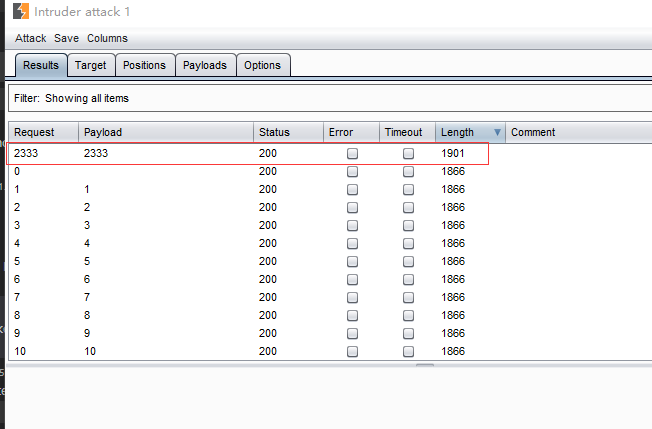 Intruder attack 1
Attack Save Columns
Results Target Positions Payloads Options
Filter: Showing all items
Request Payload Status Error Timeout Length Comment
2333 2333 200 1901
0 200 1866
1 1 200 1866
2 2 200 1866
3 3 200 1866
4 4 200 1866
5 5 200 1866
6 6 200 1866
7 7 200 1866
8 8 200 1866
9 9 200 1866
10 10 200 1866